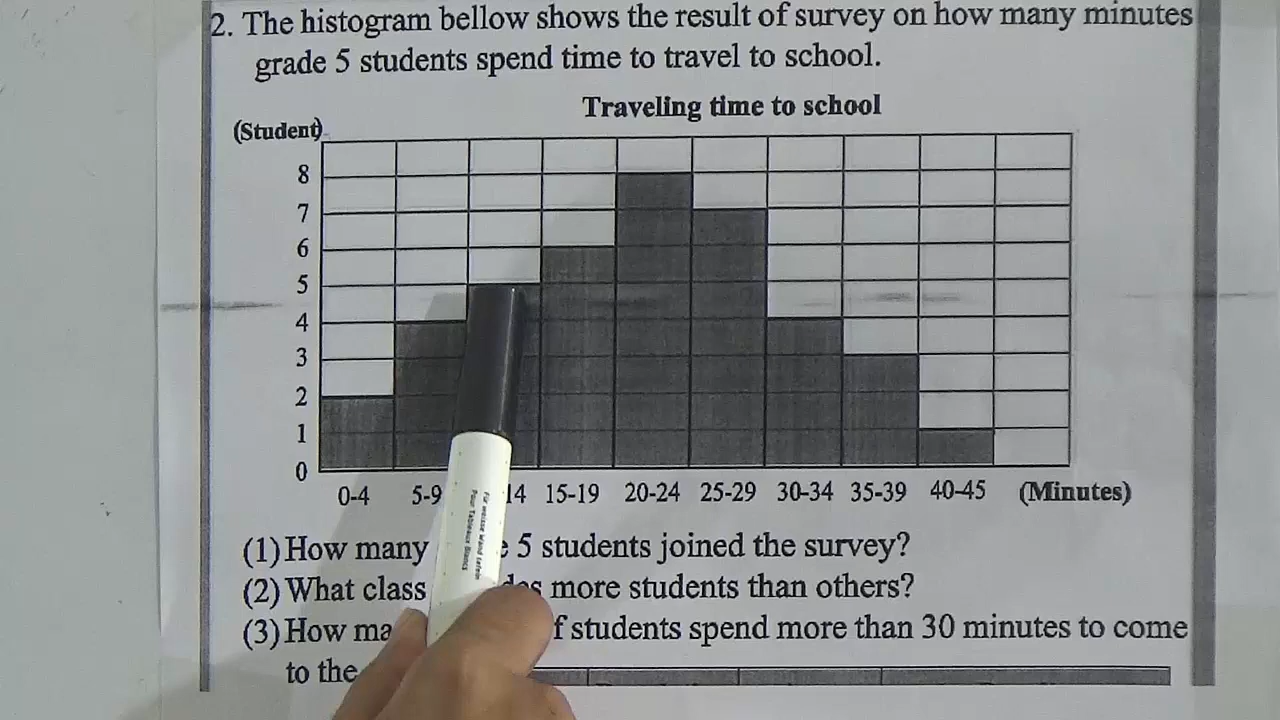 2. The histogram bellow shows the result of survey on how many minutes
grade 5 students spend time to travel to school.
Traveling time to school
(Student)
8
7
6
5
4
3
2
1
0
0-4 5-9 14 15-19 20-24 25-29 30-34 35-39 40-45 (Minutes)
(1) How many 5 students joined the survey?
(2) What class more students than others?
(3) How students spend more than 30 minutes to come
to the